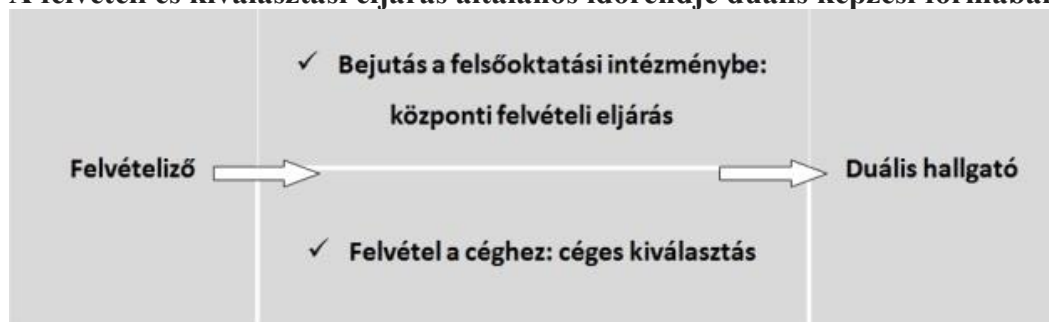 A felvételi és kiválasztási eljárás általános időrendje duális képzési formában
✓ Bejutás a felsőoktatási intézménybe:
központi felvételi eljárás
Felvételiző
Duális hallgató
✓ Felvétel a céghez: céges kiválasztás